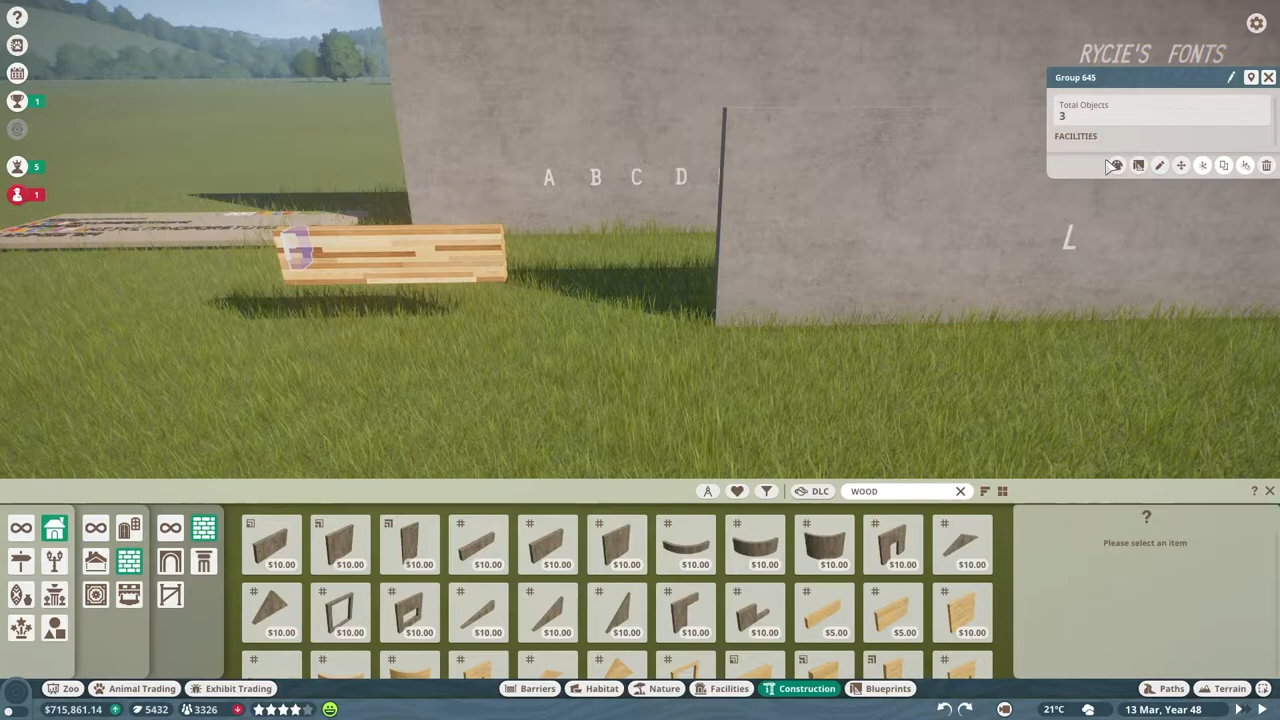 RYCIE'S FONTS
Group 645
Total Objects
3
FACILITIES
1
5
1
A B C D
L
DLC
WOOD
?
?
Please select an item
$10.00 $10.00 $10.00 $10.00 $10.00 $10.00 $10.00 $10.00 $10.00 $10.00 $10.00
$10.00 $10.00 $10.00 $10.00 $10.00 $10.00 $10.00 $10.00 $5.00 $5.00 $10.00
Zoo Animal Trading Exhibit Trading Barriers Habitat Nature Facilities Construction Blueprints Paths Terrain
$715,861.14 5432 3326 21°C 13 Mar, Year 48